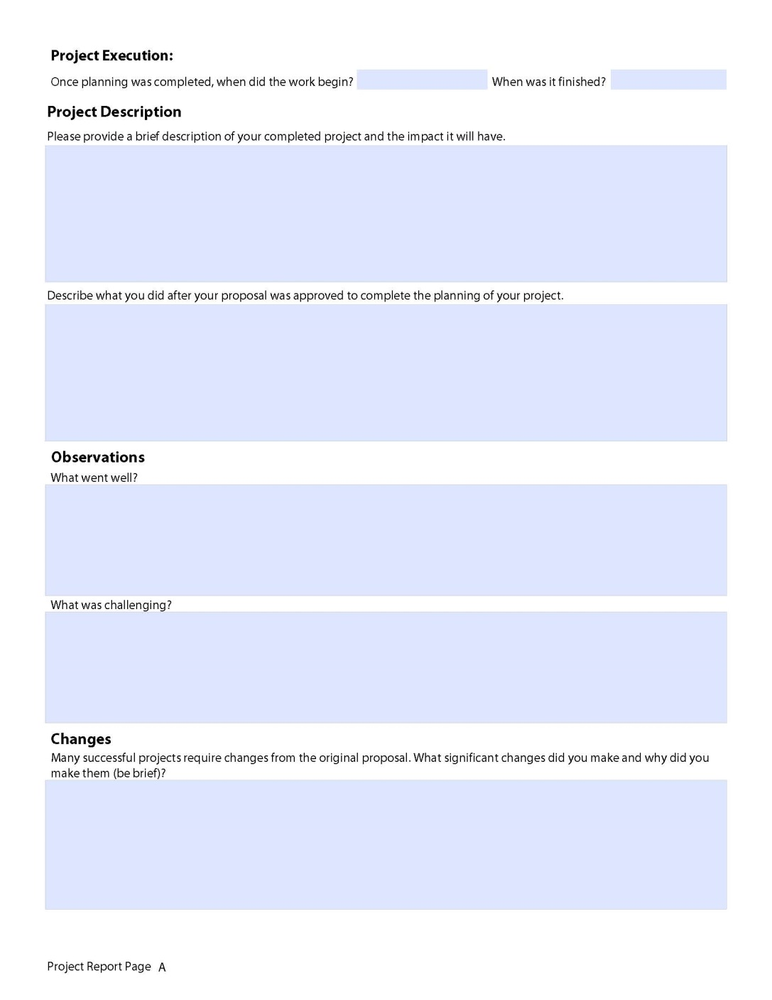 Project Execution:
Once planning was completed, when did the work begin? When was it finished?
Project Description
Please provide a brief description of your completed project and the impact it will have.
Describe what you did after your proposal was approved to complete the planning of your project.
Observations
What went well?
What was challenging?
Changes
Many successful projects require changes from the original proposal. What significant changes did you make and why did you
make them (be brief)?
Project Report Page A